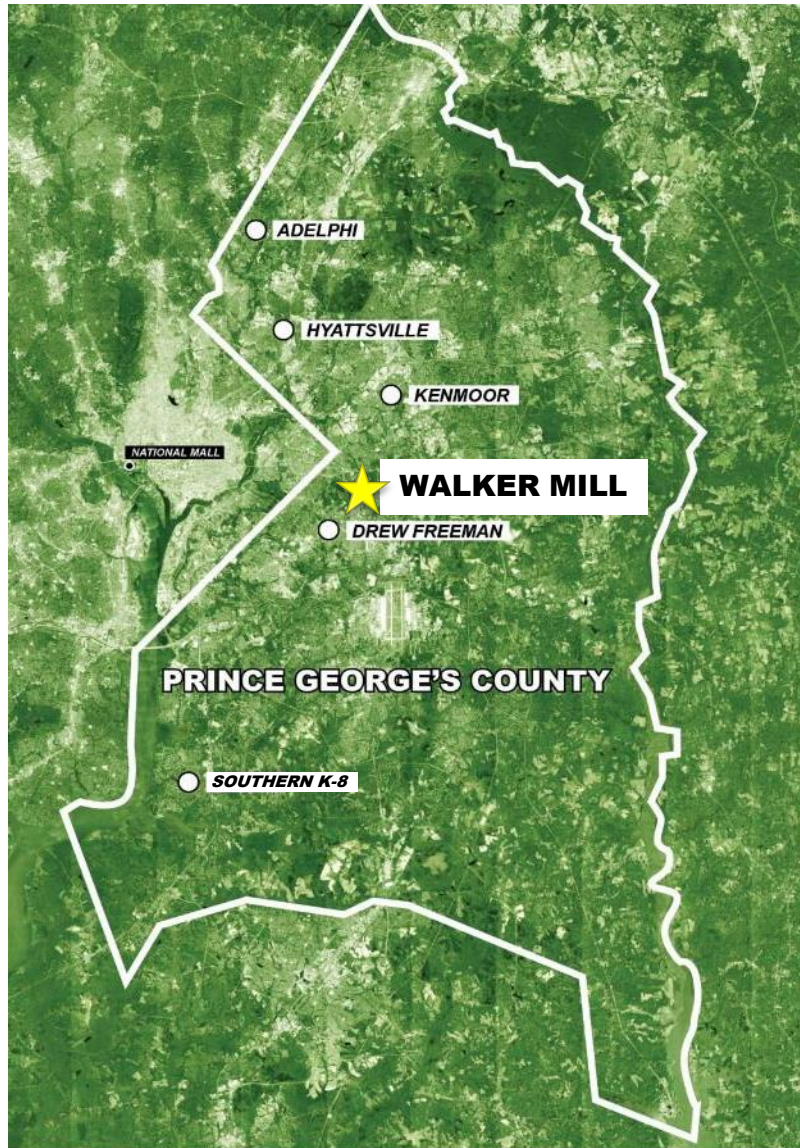 ADELPHI
HYATTSVILLE
KENMOOR
NATIONAL MALL
WALKER MILL
DREW FREEMAN
PRINCE GEORGE'S COUNTY
SOUTHERN K-8